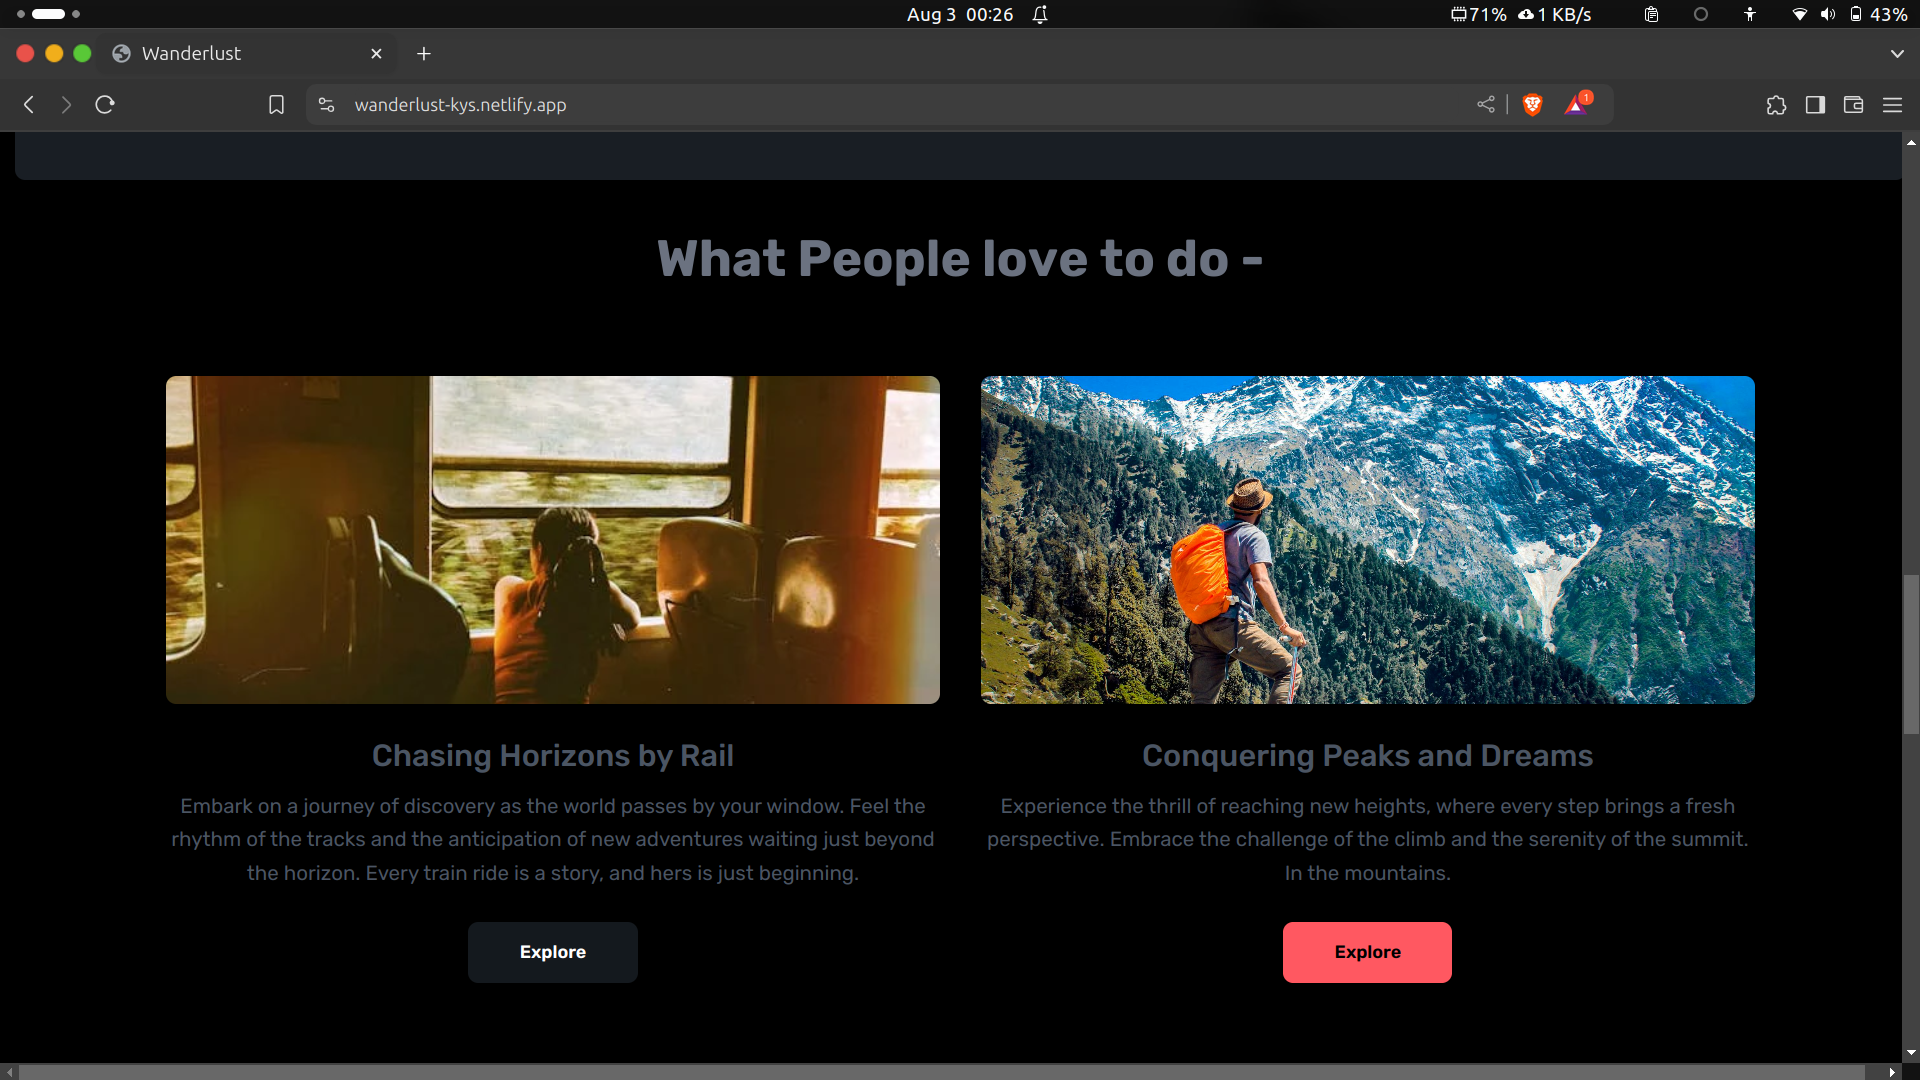 Aug 3 00:26
71% 1 KB/s 43%
Wanderlust
wanderlust-kys.netlify.app
1
What People love to do -
Chasing Horizons by Rail
Embark on a journey of discovery as the world passes by your window. Feel the
rhythm of the tracks and the anticipation of new adventures waiting just beyond
the horizon. Every train ride is a story, and hers is just beginning.
Explore
Conquering Peaks and Dreams
Experience the thrill of reaching new heights, where every step brings a fresh
perspective. Embrace the challenge of the climb and the serenity of the summit.
In the mountains.
Explore